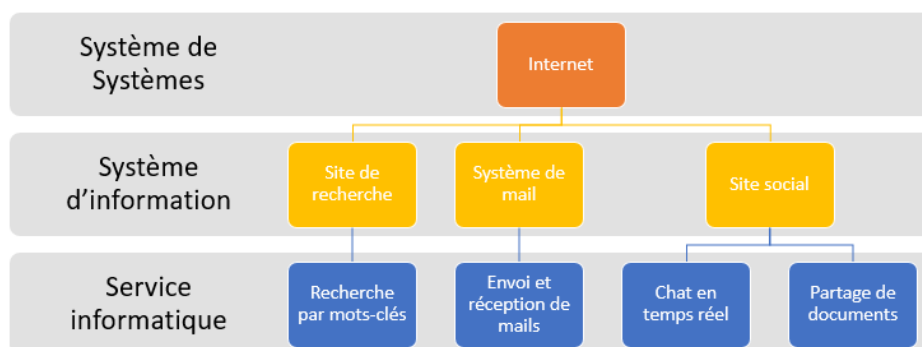 Système de
Systèmes
Internet
Système
d’information
Site de
recherche
Système de
mail
Site social
Service
informatique
Recherche
par mots-clés
Envoi et
réception de
mails
Chat en
temps réel
Partage de
documents